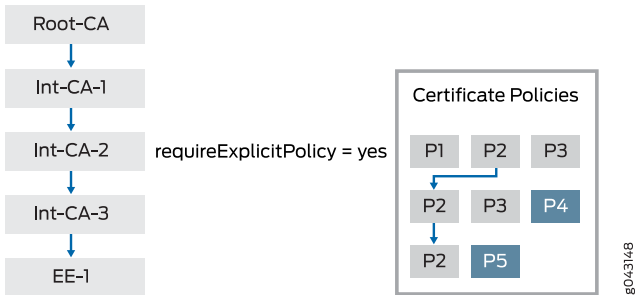 Root-CA
Int-CA-1
Int-CA-2
Int-CA-3
EE-1
requireExplicitPolicy = yes
Certificate Policies
P1 P2 P3
P2 P3 P4
P2 P5
g043148